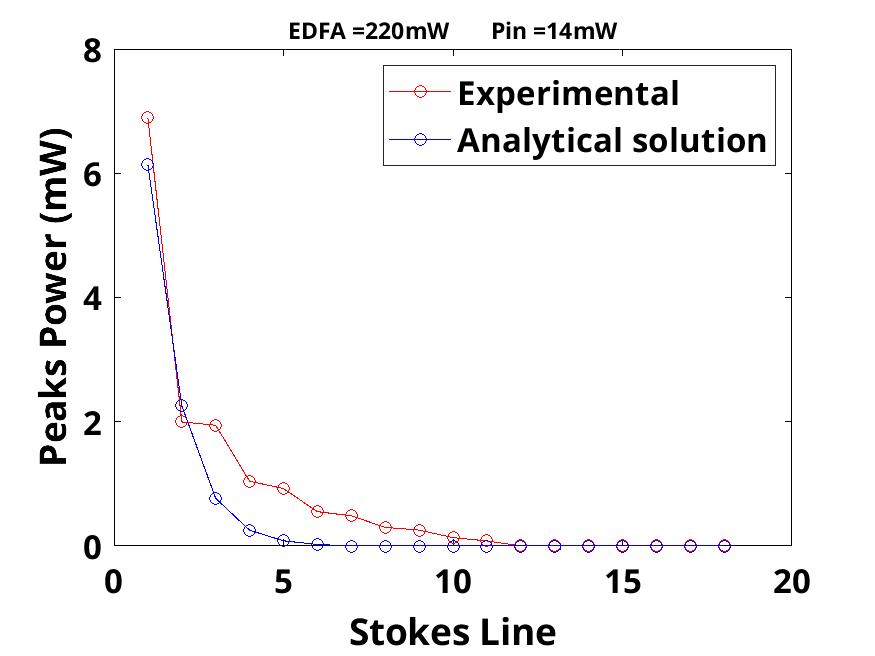 EDFA =220mW Pin =14mW
Experimental
Analytical solution
Peaks Power (mW)
8
6
4
2
0
0 5 10 15 20
Stokes Line